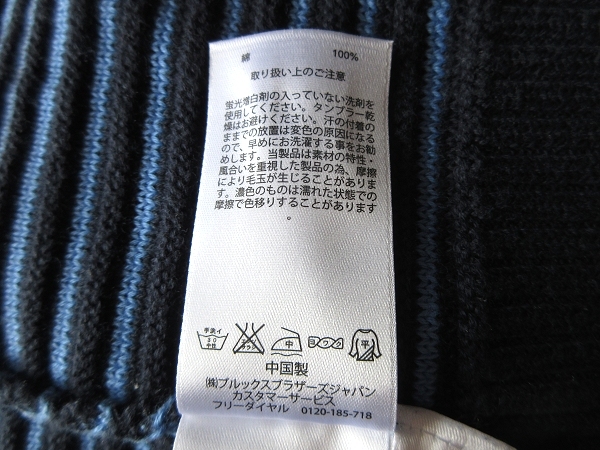 綿 100%
取り扱い上のご注意
蛍光増白剤の入っていない洗剤を
使用してください。タンブラー乾
燥はお避けください。汗の付着の
ままでの放置は変色の原因になる
ので、早めにお洗濯する事をお勧
めします。当製品は素材の特性・
風合いを重視した製品の為、摩擦
により毛玉が生じることがありま
す。濃色のものは濡れた状態での
摩擦で色移りすることがあります
。
手洗イ
30
中性
中
ヨワク
平
中国製
㈱ブルックスブラザーズジャパン
カスタマーサービス
フリーダイヤル 0120-185-718